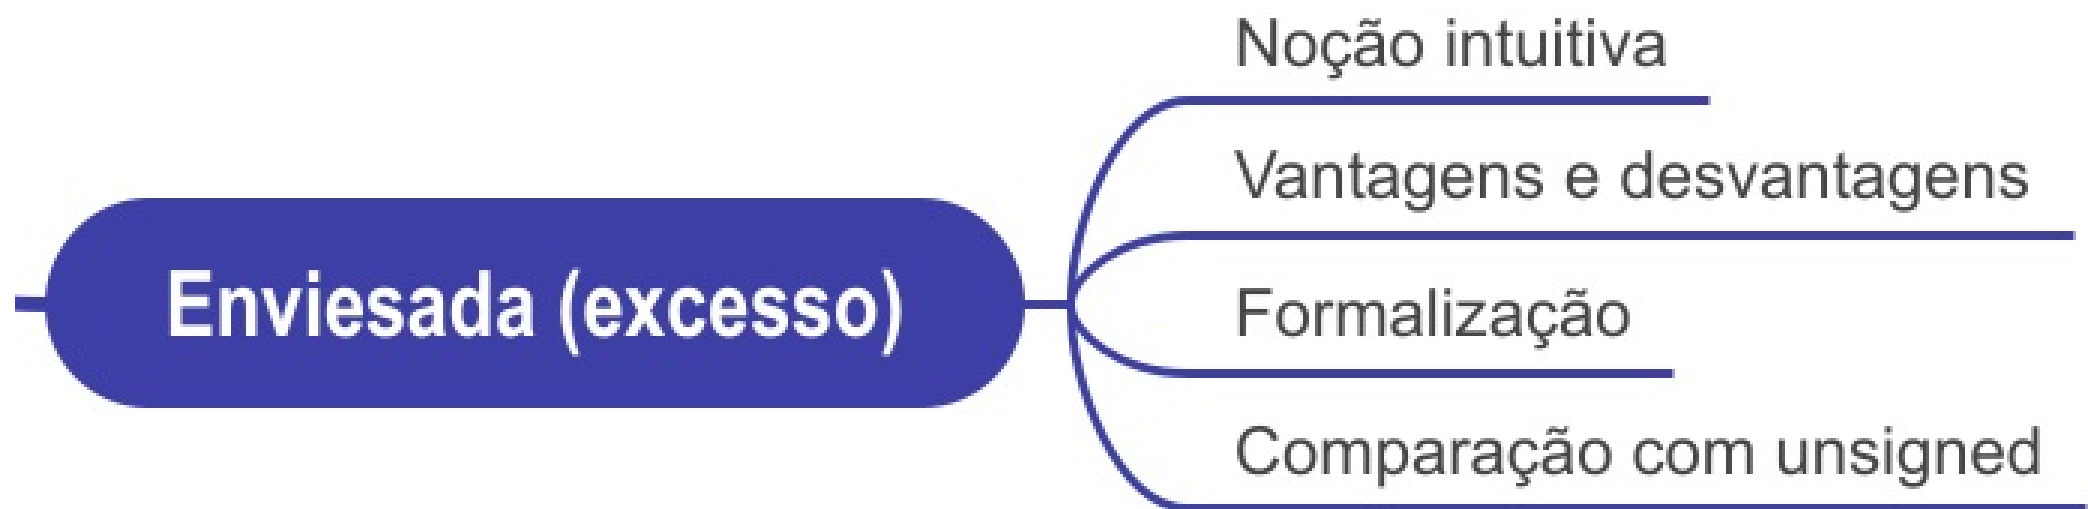 Noção intuitiva
Vantagens e desvantagens
Enviesada (excesso)
Formalização
Comparação com unsigned